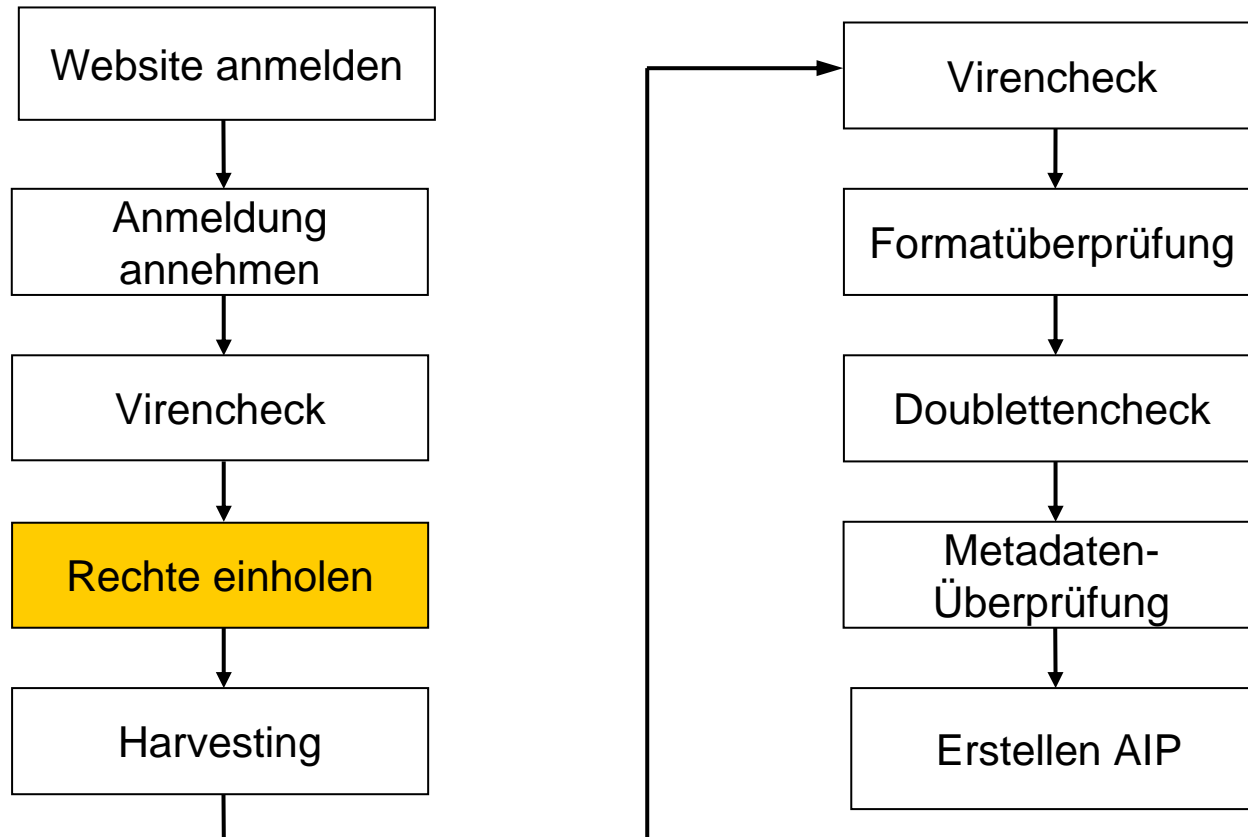 Website anmelden
Anmeldung
annehmen
Virencheck
Rechte einholen
Harvesting
Virencheck
Formatüberprüfung
Doublettencheck
Metadaten-
Überprüfung
Erstellen AIP